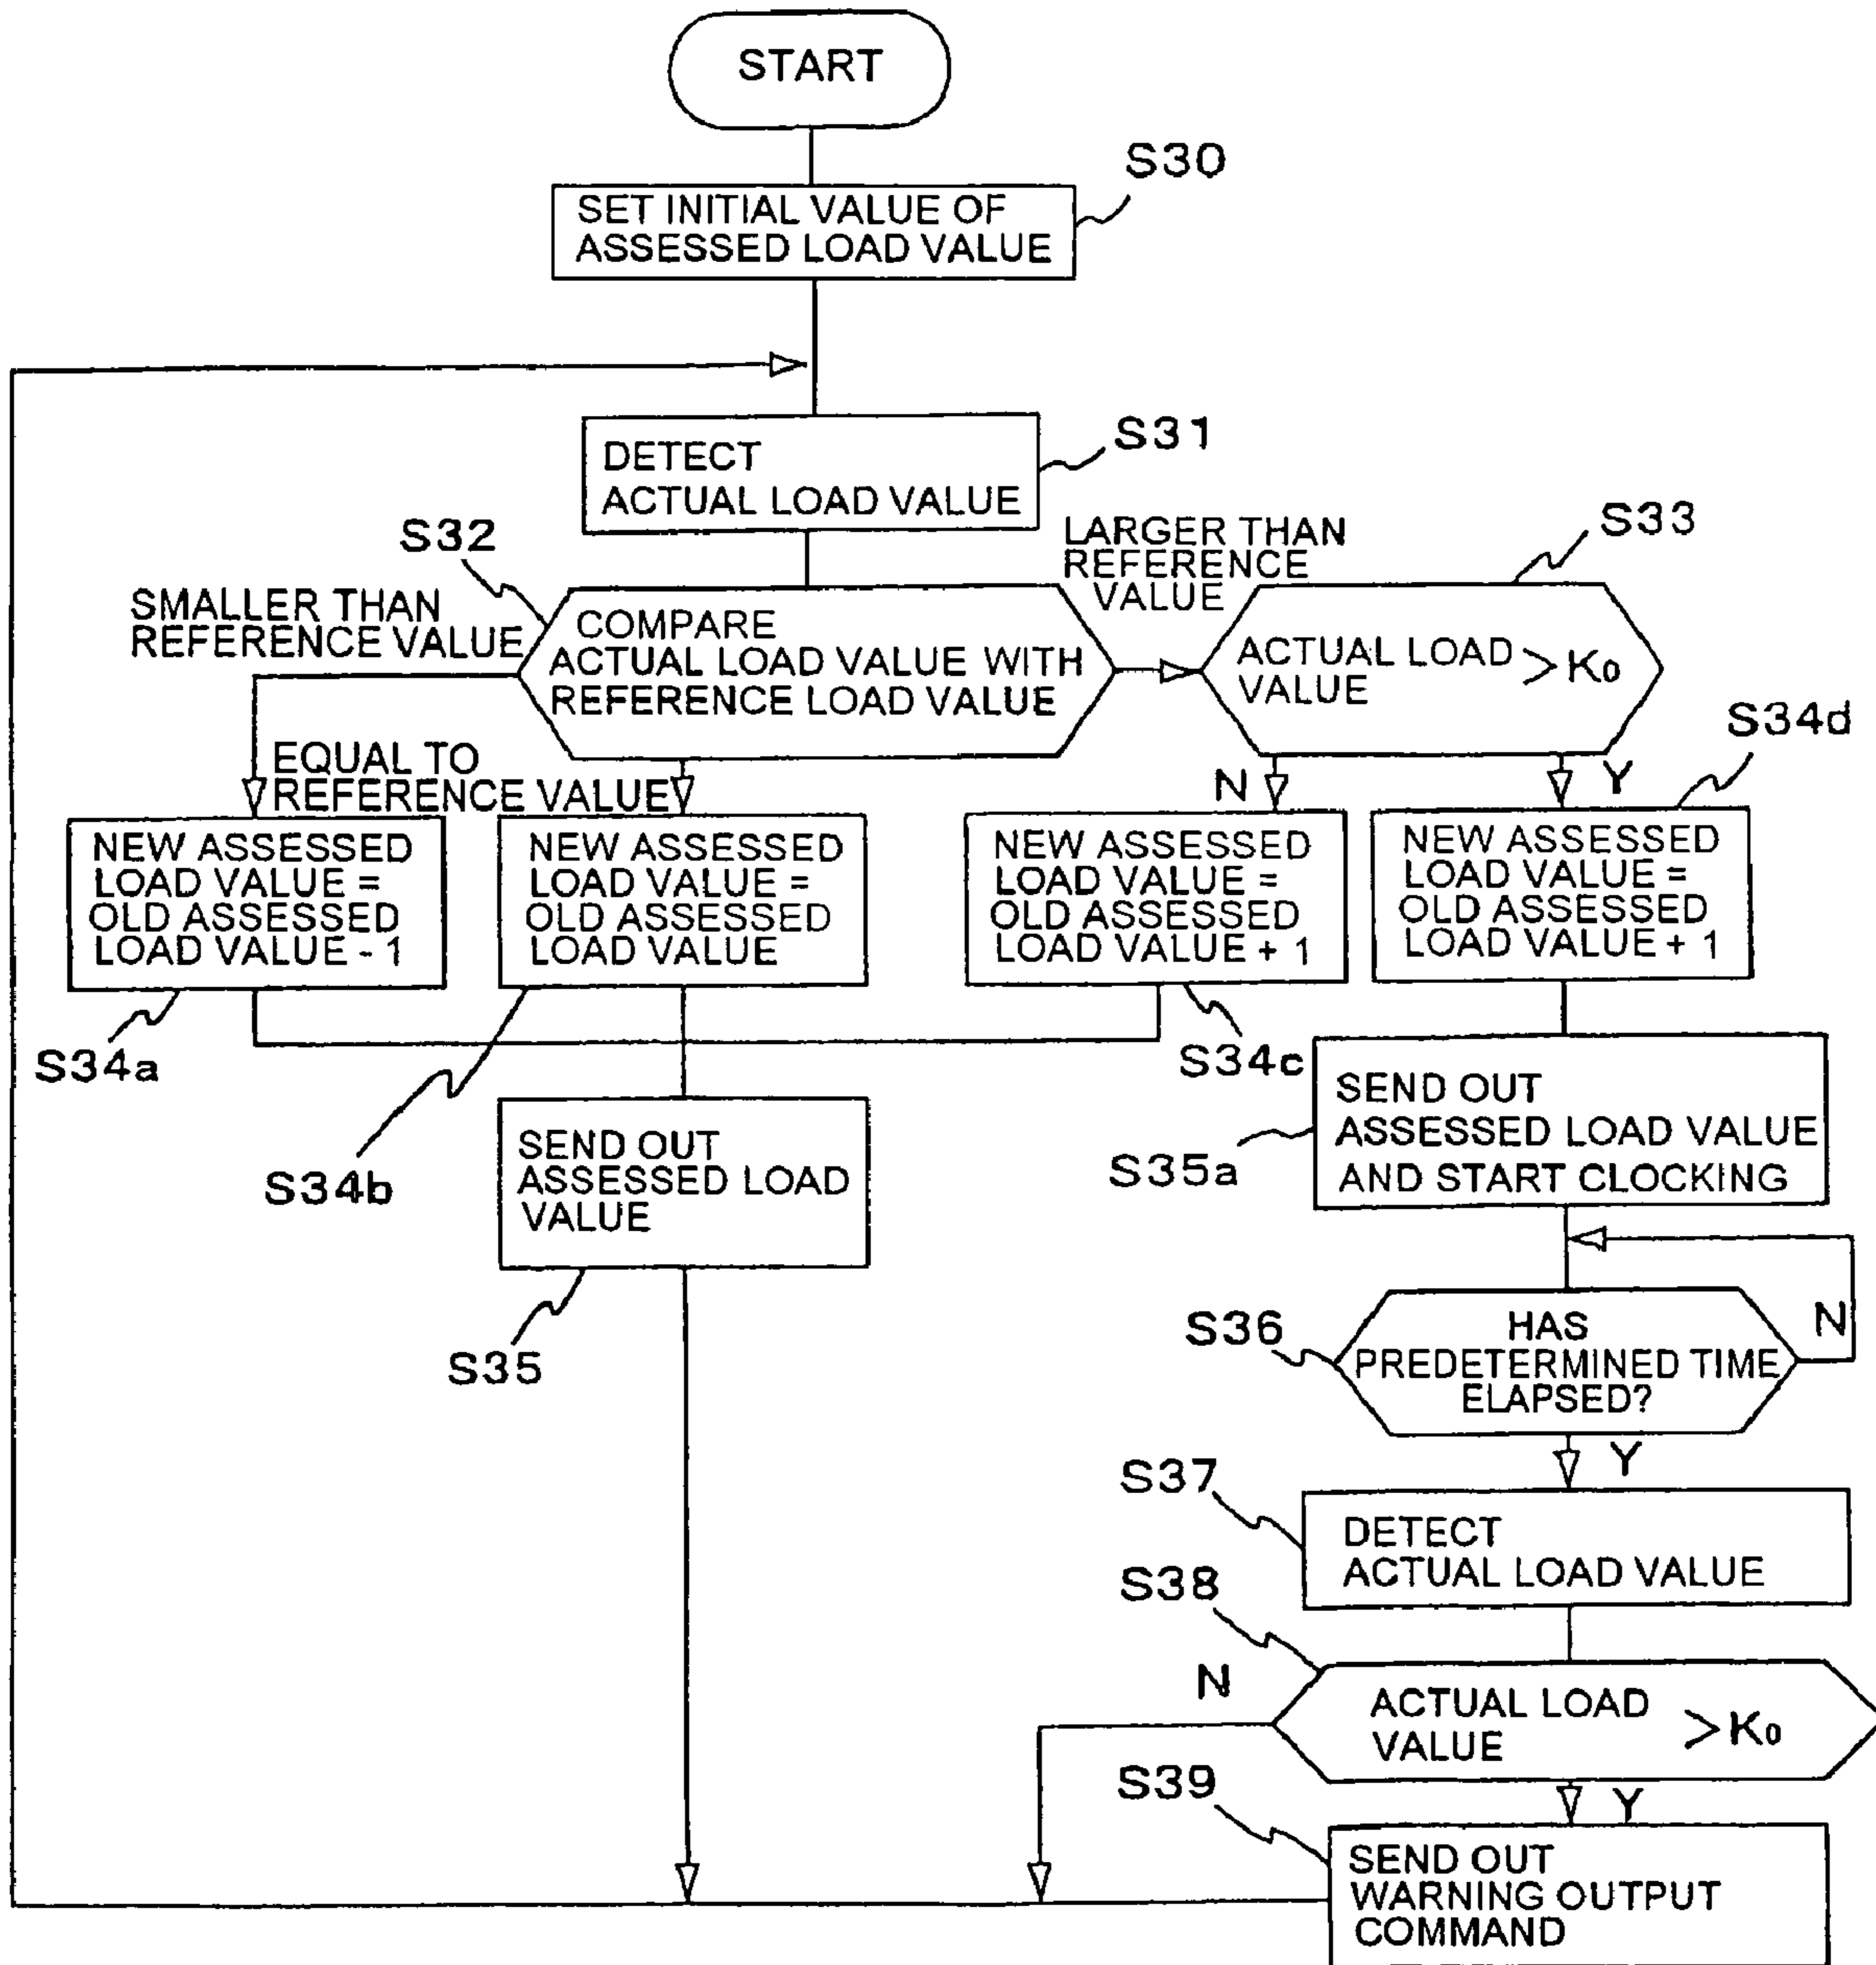 START
S30
SET INITIAL VALUE OF
ASSESSED LOAD VALUE
S31
DETECT
ACTUAL LOAD VALUE
S32
LARGER THAN
REFERENCE
VALUE
S33
SMALLER THAN
REFERENCE VALUE
COMPARE
ACTUAL LOAD VALUE WITH
REFERENCE LOAD VALUE
ACTUAL LOAD
VALUE
> K0
S34d
EQUAL TO
REFERENCE VALUE
N
Y
NEW ASSESSED
LOAD VALUE =
OLD ASSESSED
LOAD VALUE - 1
NEW ASSESSED
LOAD VALUE =
OLD ASSESSED
LOAD VALUE
NEW ASSESSED
LOAD VALUE =
OLD ASSESSED
LOAD VALUE + 1
NEW ASSESSED
LOAD VALUE =
OLD ASSESSED
LOAD VALUE + 1
S34a
S34b
S34c
SEND OUT
ASSESSED LOAD
VALUE
S35
SEND OUT
ASSESSED LOAD VALUE
AND START CLOCKING
S35a
S36
HAS
PREDETERMINED TIME
ELAPSED?
N
Y
S37
DETECT
ACTUAL LOAD VALUE
S38
N
ACTUAL LOAD
VALUE
> K0
S39
Y
SEND OUT
WARNING OUTPUT
COMMAND